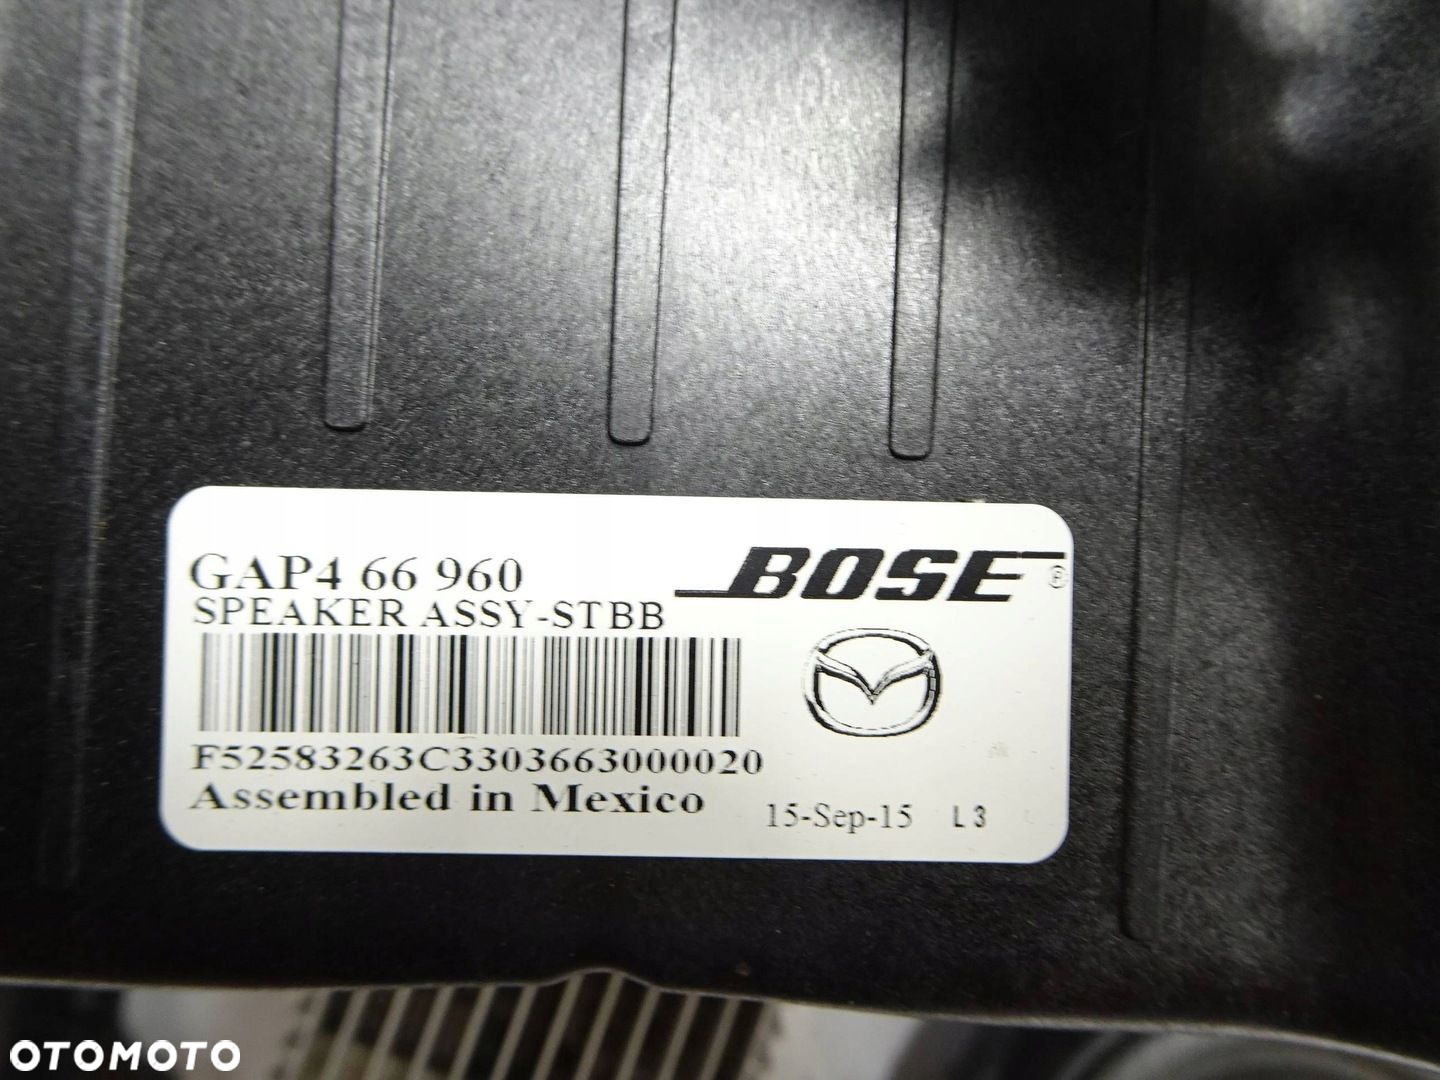 GAP4 66 960
BOSE®
SPEAKER ASSY-STBB
F52583263C3303663000020
Assembled in Mexico
15-Sep-15 L3
OTOMOTO